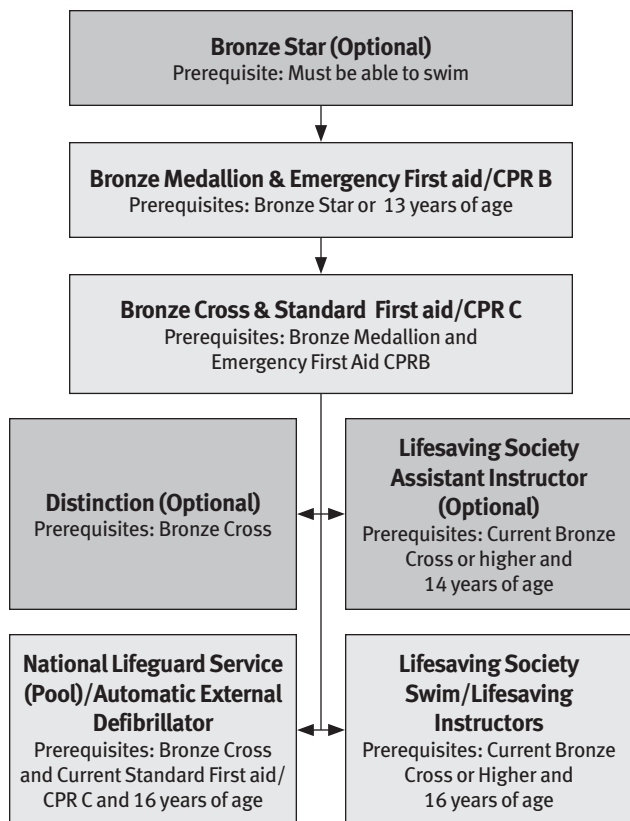 Bronze Star (Optional)
Prerequisite: Must be able to swim
Bronze Medallion & Emergency First aid/CPR B
Prerequisites: Bronze Star or 13 years of age
Bronze Cross & Standard First aid/CPR C
Prerequisites: Bronze Medallion and
Emergency First Aid CPRB
Distinction (Optional)
Prerequisites: Bronze Cross
Lifesaving Society
Assistant Instructor
(Optional)
Prerequisites: Current Bronze
Cross or higher and
14 years of age
National Lifeguard Service
(Pool)/Automatic External
Defibrillator
Prerequisites: Bronze Cross
and Current Standard First aid/
CPR C and 16 years of age
Lifesaving Society
Swim/Lifesaving
Instructors
Prerequisites: Current Bronze
Cross or Higher and
16 years of age